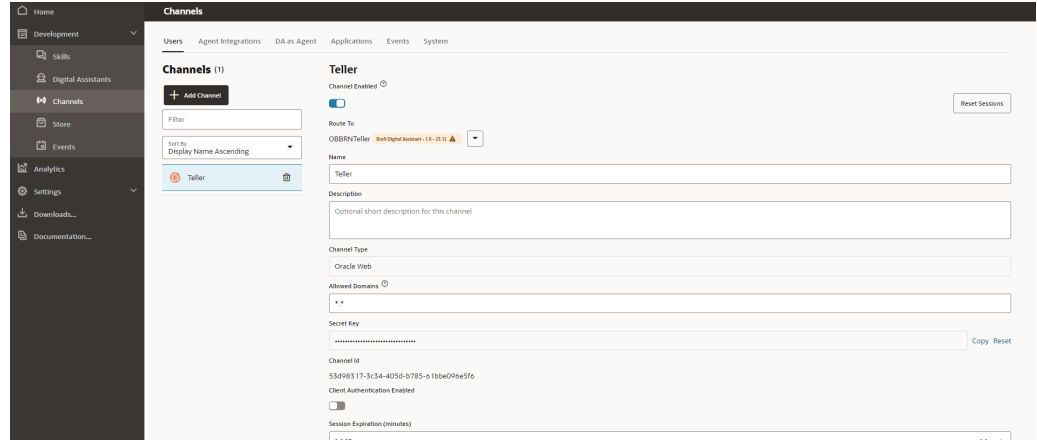 Home
Development
Skills
Digital Assistants
Channels
Store
Events
Analytics
Settings
Downloads...
Documentation...
Channels
Users Agent Integrations DA as Agent Applications Events System
Channels (1)
Add Channel
Filter
Sort By
Display Name Ascending
Teller
Teller
Channel Enabled
Reset Sessions
Route To
OBBRNTeller Draft Digital Assistant - 1.0 - 23.12
Name
Teller
Description
Optional short description for this channel
Channel Type
Oracle Web
Allowed Domains
*.*
Secret Key
Copy Reset
Channel Id
53d98317-3c34-405d-b785-61bbe096e5f6
Client Authentication Enabled
Session Expiration (minutes)